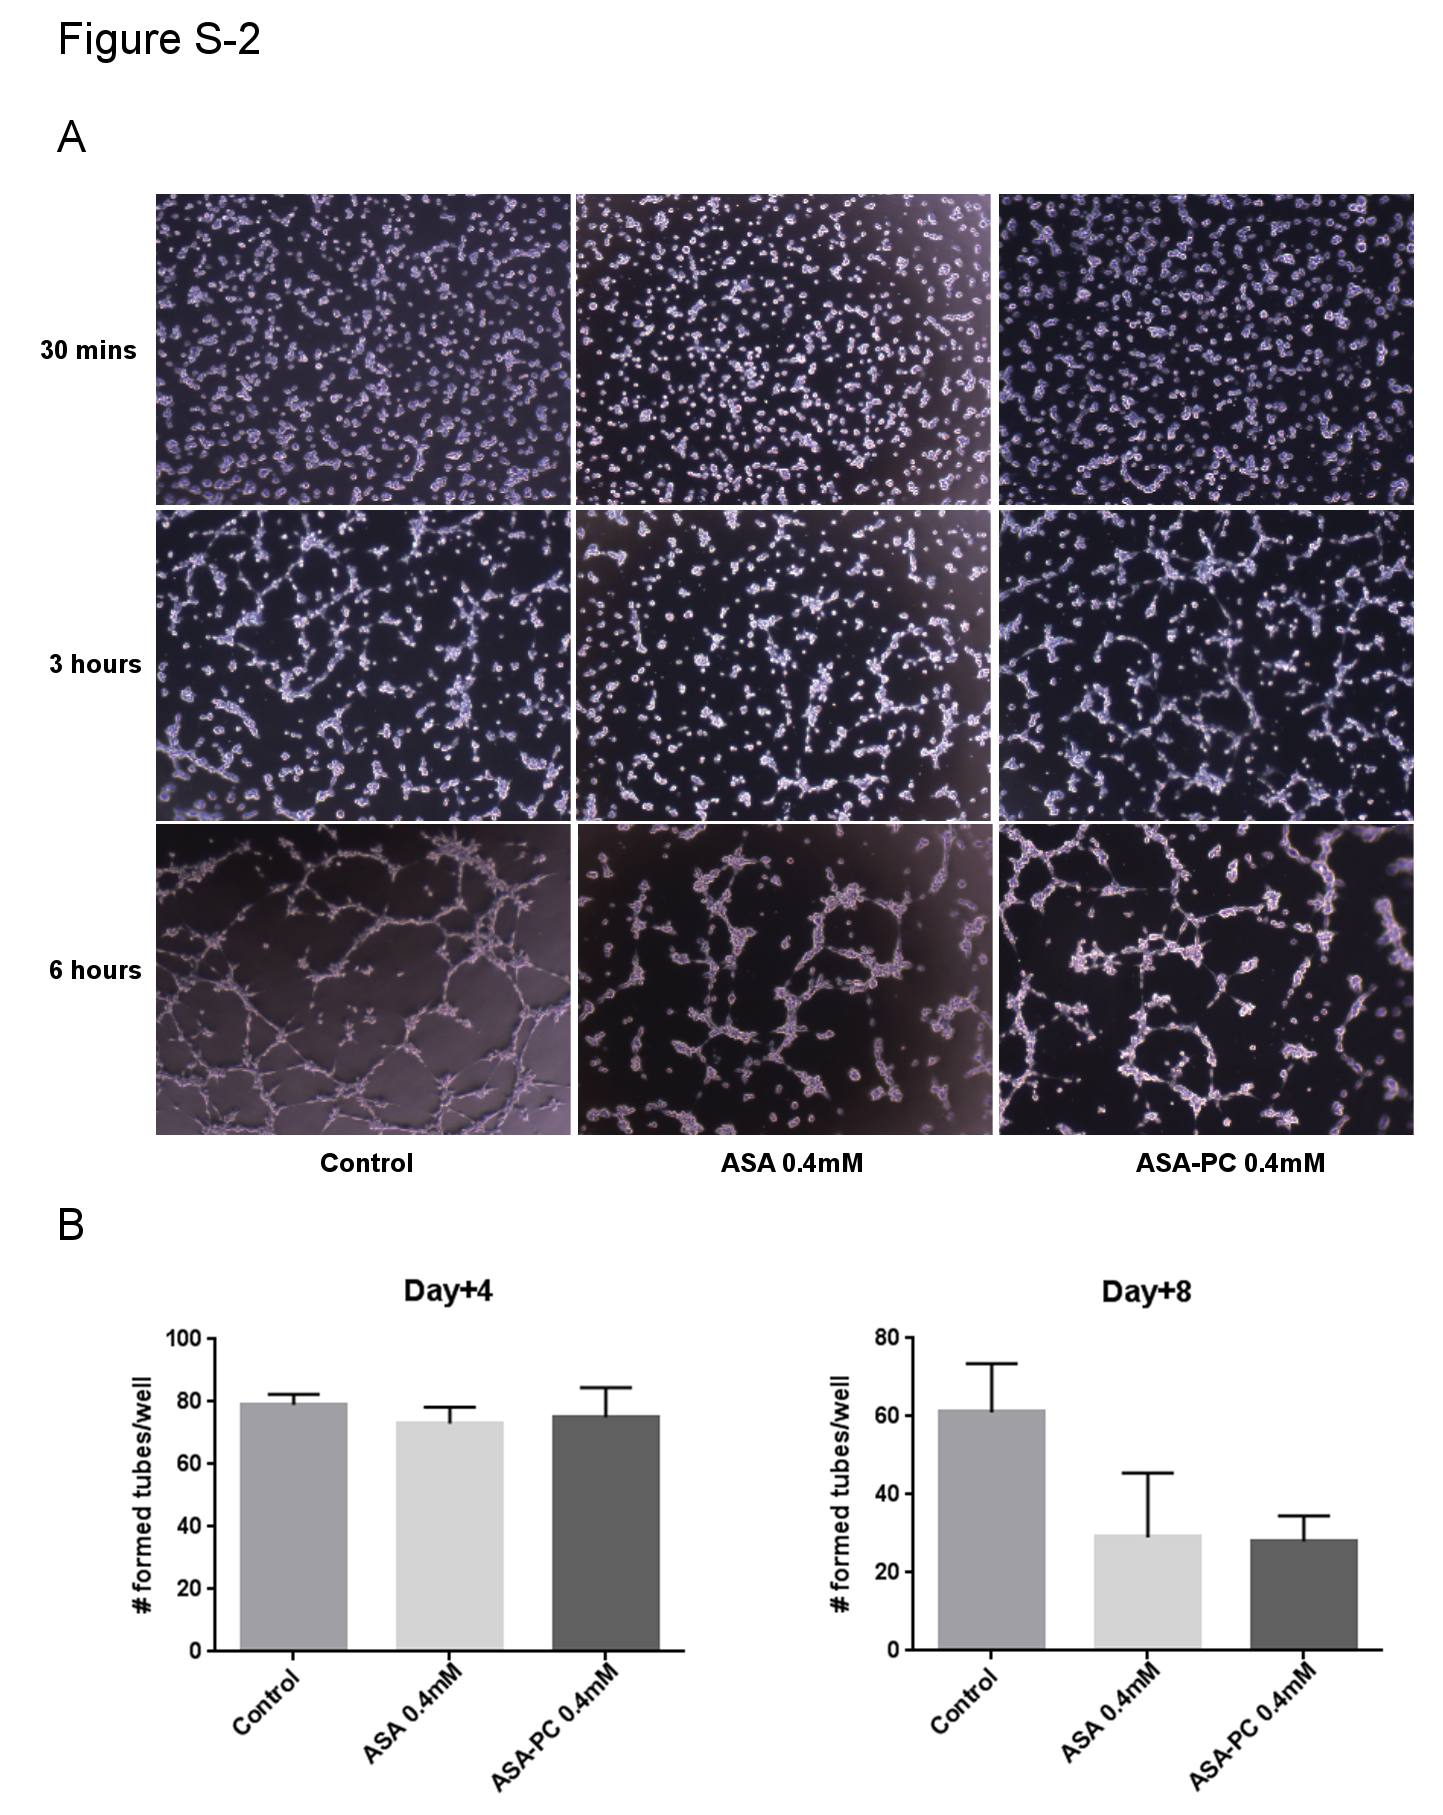 Figure S-2
A
30 mins
3 hours
6 hours
Control
ASA 0.4mM
ASA-PC 0.4mM
B
Day+4
# formed tubes/well
100
80
60
40
20
0
Control
ASA 0.4mM
ASA-PC 0.4mM
Day+8
# formed tubes/well
80
60
40
20
0
Control
ASA 0.4mM
ASA-PC 0.4mM